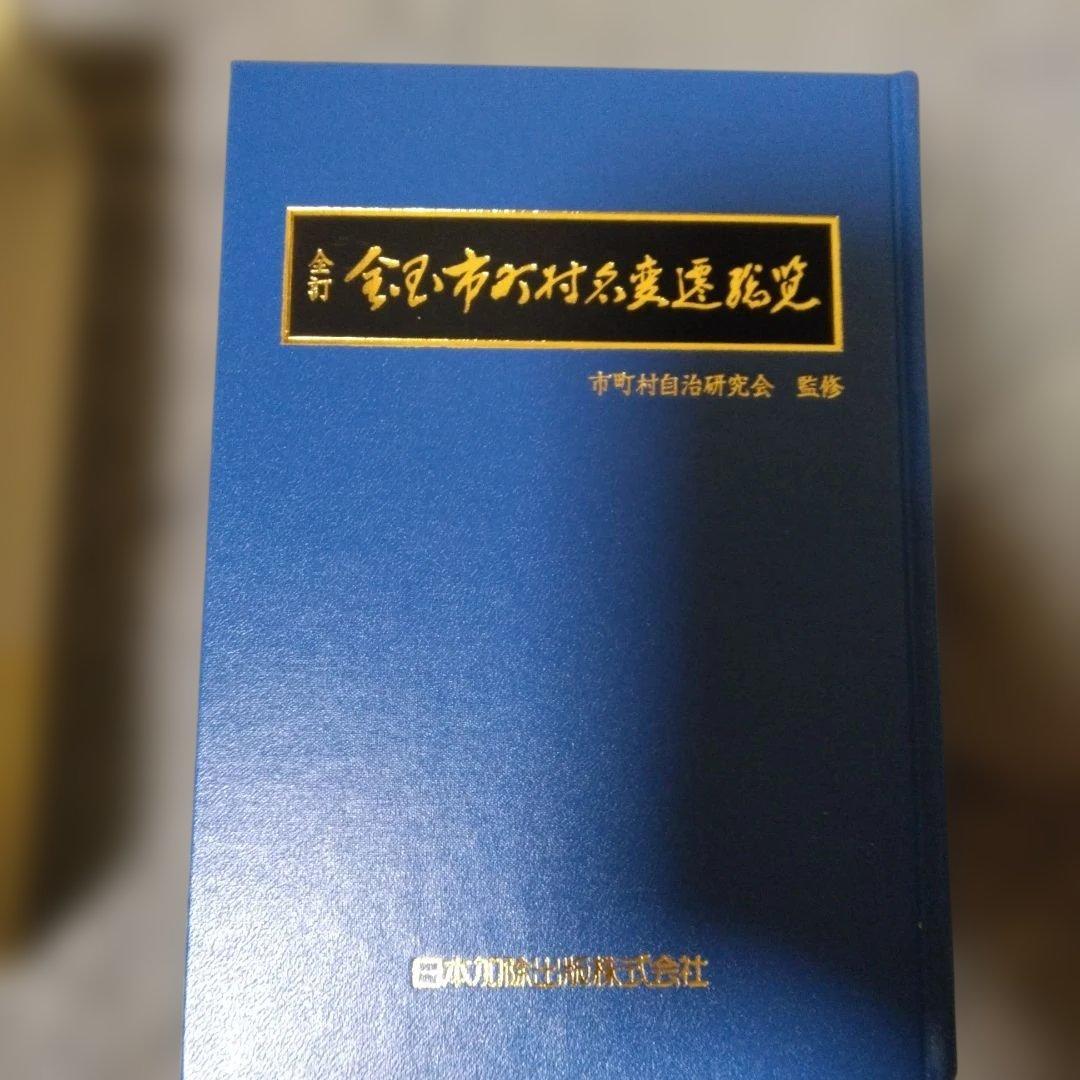 全訂 全国市町村名変遷総覧
市町村自治研究会 監修
日本加除出版株式会社